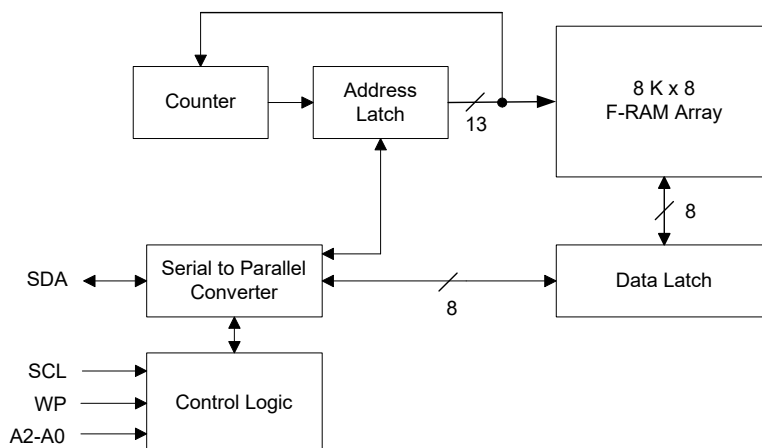 Counter
Address
Latch
13
8 K x 8
F-RAM Array
8
SDA
Serial to Parallel
Converter
8
Data Latch
SCL
WP
A2-A0
Control Logic